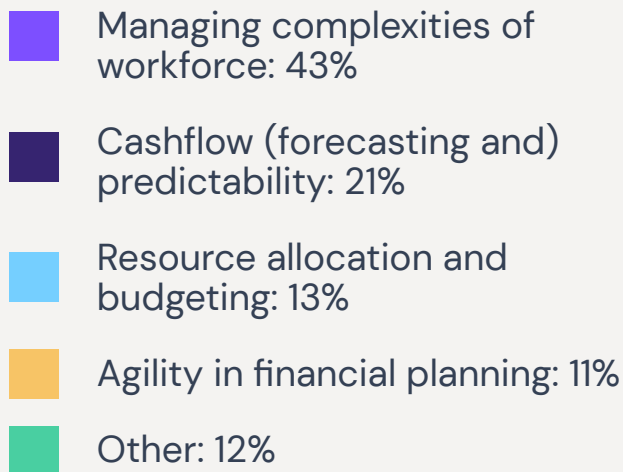 Managing complexities of
workforce: 43%
Cashflow (forecasting and)
predictability: 21%
Resource allocation and
budgeting: 13%
Agility in financial planning: 11%
Other: 12%